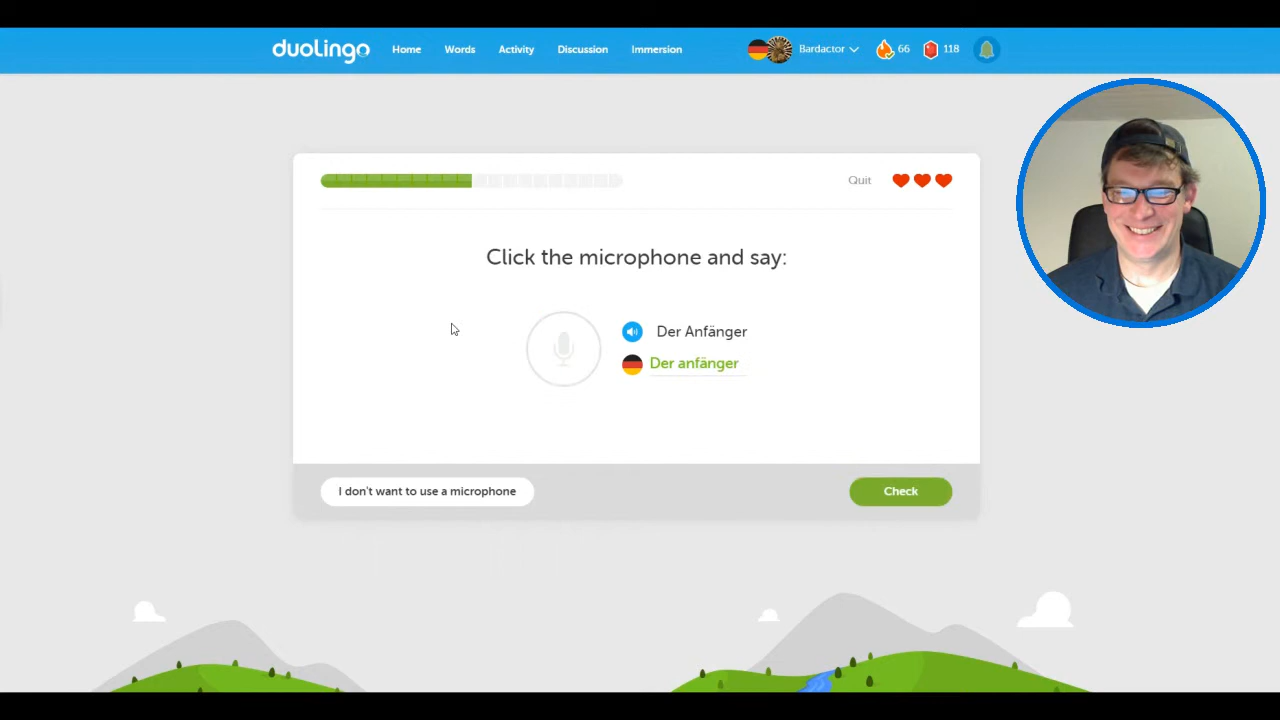 duolingo Home Words Activity Discussion Immersion Bardactor 66 118
Quit
Click the microphone and say:
Der Anfänger
Der anfänger
I don't want to use a microphone Check